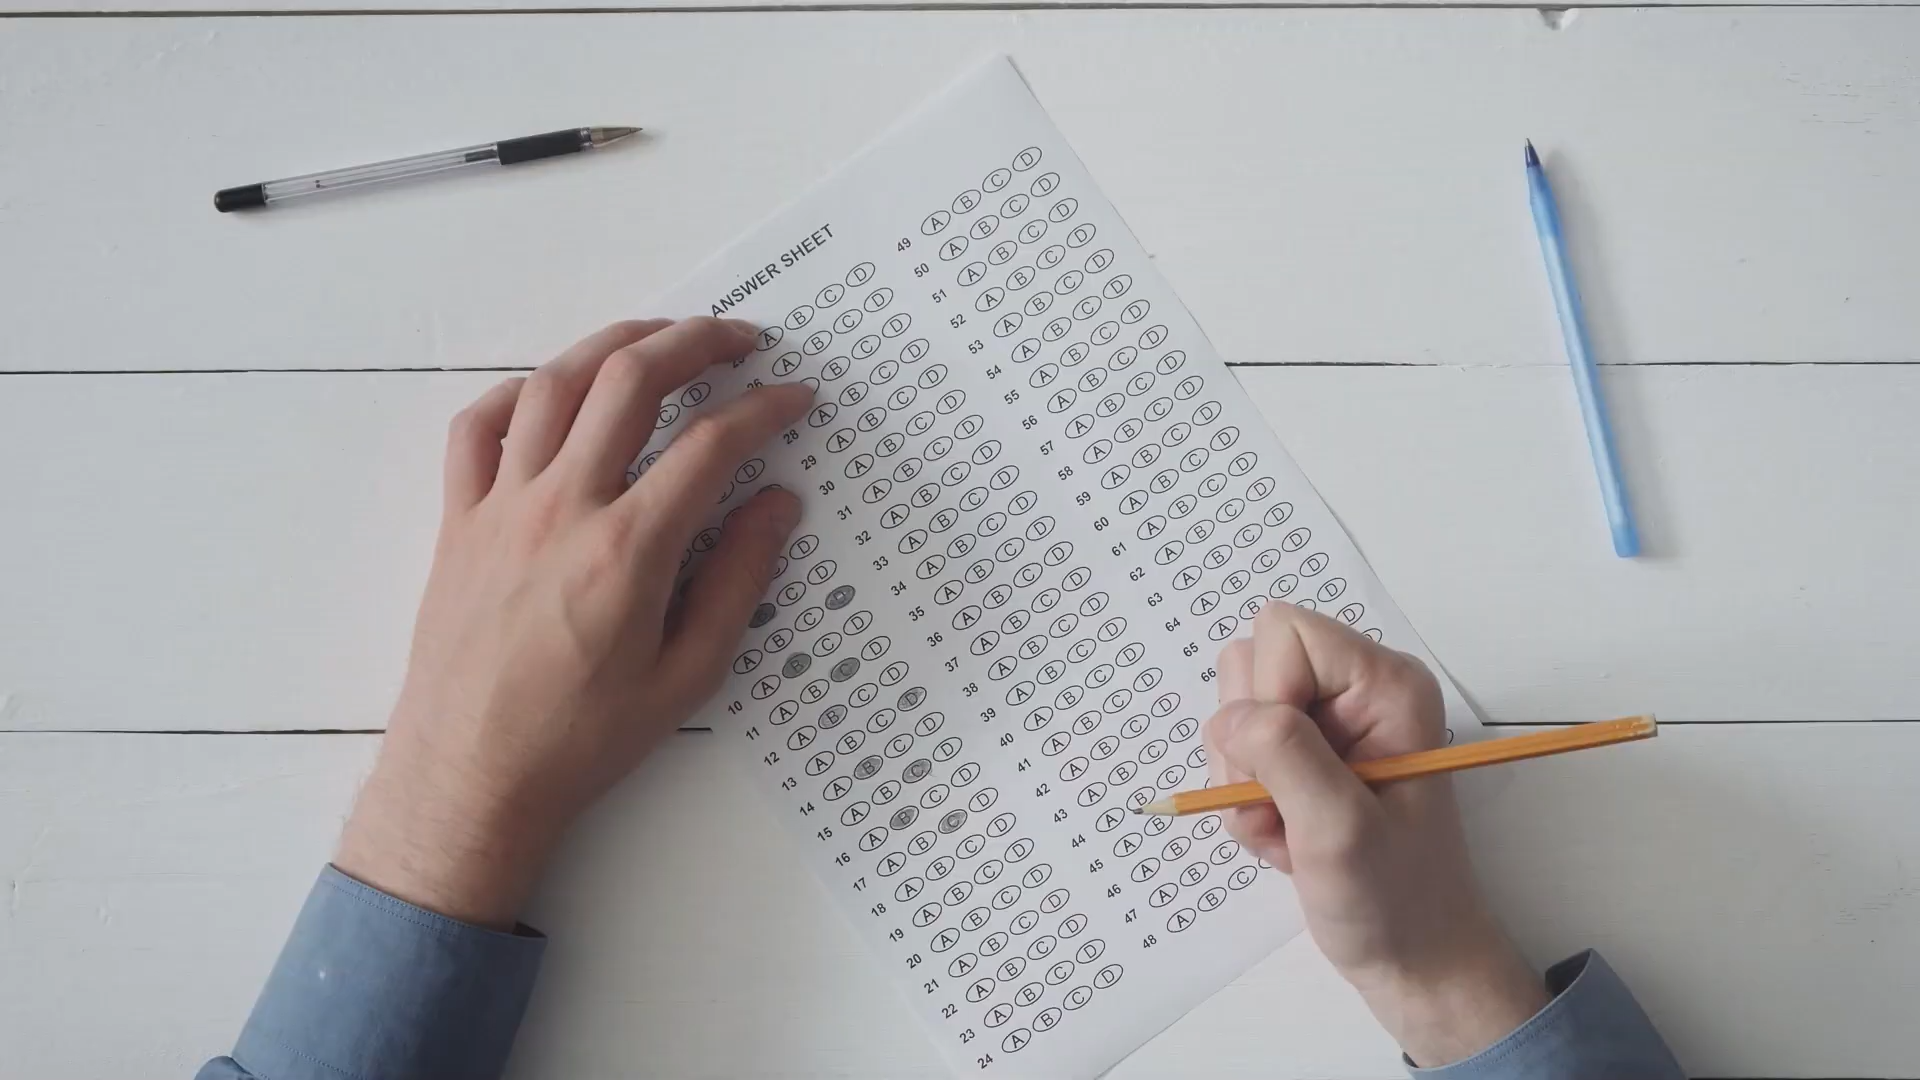 ANSWER SHEET
C D
B
D
B
C D
B C D
A B C D
10 A B C D
11 A B C D
12 A B C D
13 A B C D
14 A B C D
15 A B C D
16 A B C D
17 A B C D
18 A B C D
19 A B C D
20 A B C D
21 A B C D
22 A B C D
23 A B C D
24 A B C D
25 A B C D
26 A B C D
B C D
28 A B C D
29 A B C D
30 A B C D
31 A B C D
32 A B C D
33 A B C D
34 A B C D
35 A B C D
36 A B C D
37 A B C D
38 A B C D
39 A B C D
40 A B C D
41 A B C D
42 A B C D
43 A B C D
44 A B C D
45 A B
46 A B C
47 A B C
48 A B C
49 A B C D
50 A B C D
51 A B C D
52 A B C D
53 A B C D
54 A B C D
55 A B C D
56 A B C D
57 A B C D
58 A B C D
59 A B C D
60 A B C D
61 A B C D
62 A B C D
63 A B C D
64 A B C D
65 A B C D
66 D
D